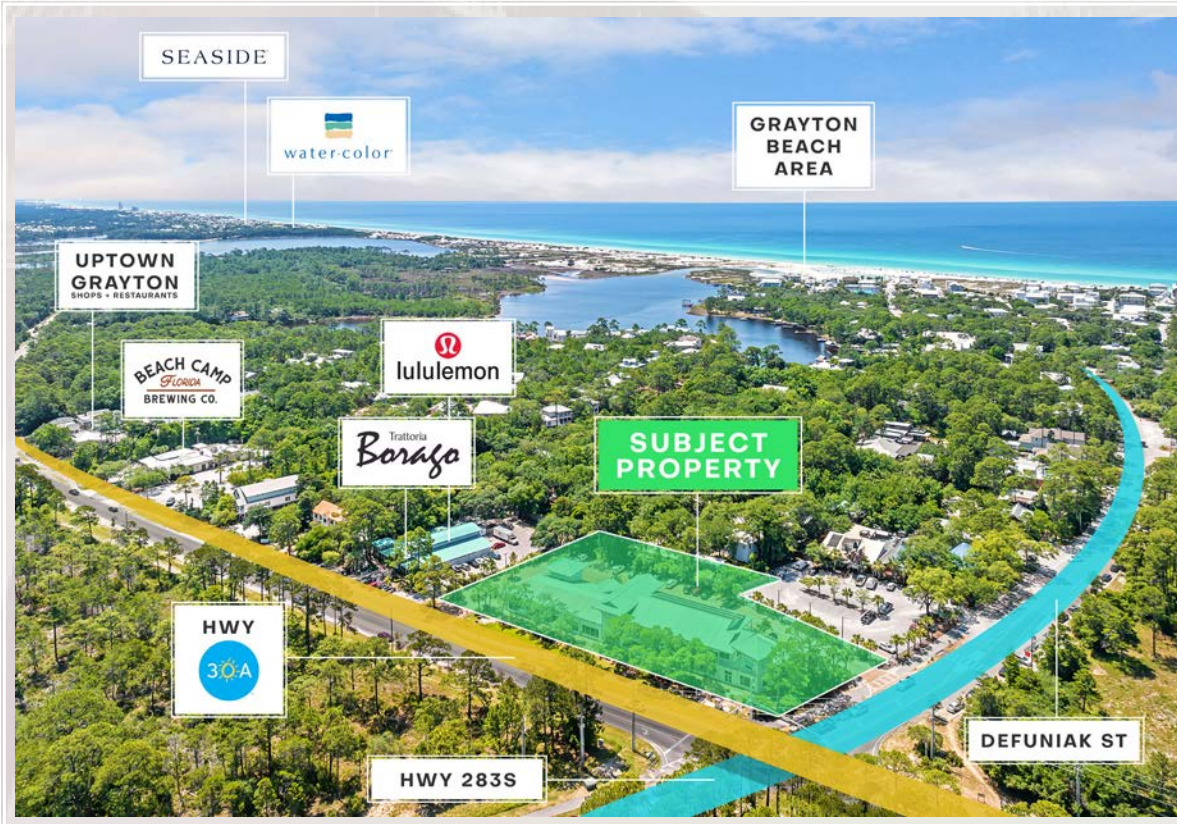 SEASIDE
water·color
GRAYTON
BEACH
AREA
UPTOWN
GRAYTON
SHOPS + RESTAURANTS
BEACH CAMP
FLORIDA
BREWING CO.
lululemon
Trattoria
Borago
SUBJECT
PROPERTY
HWY
30A
DEFUNIAK ST
HWY 283S